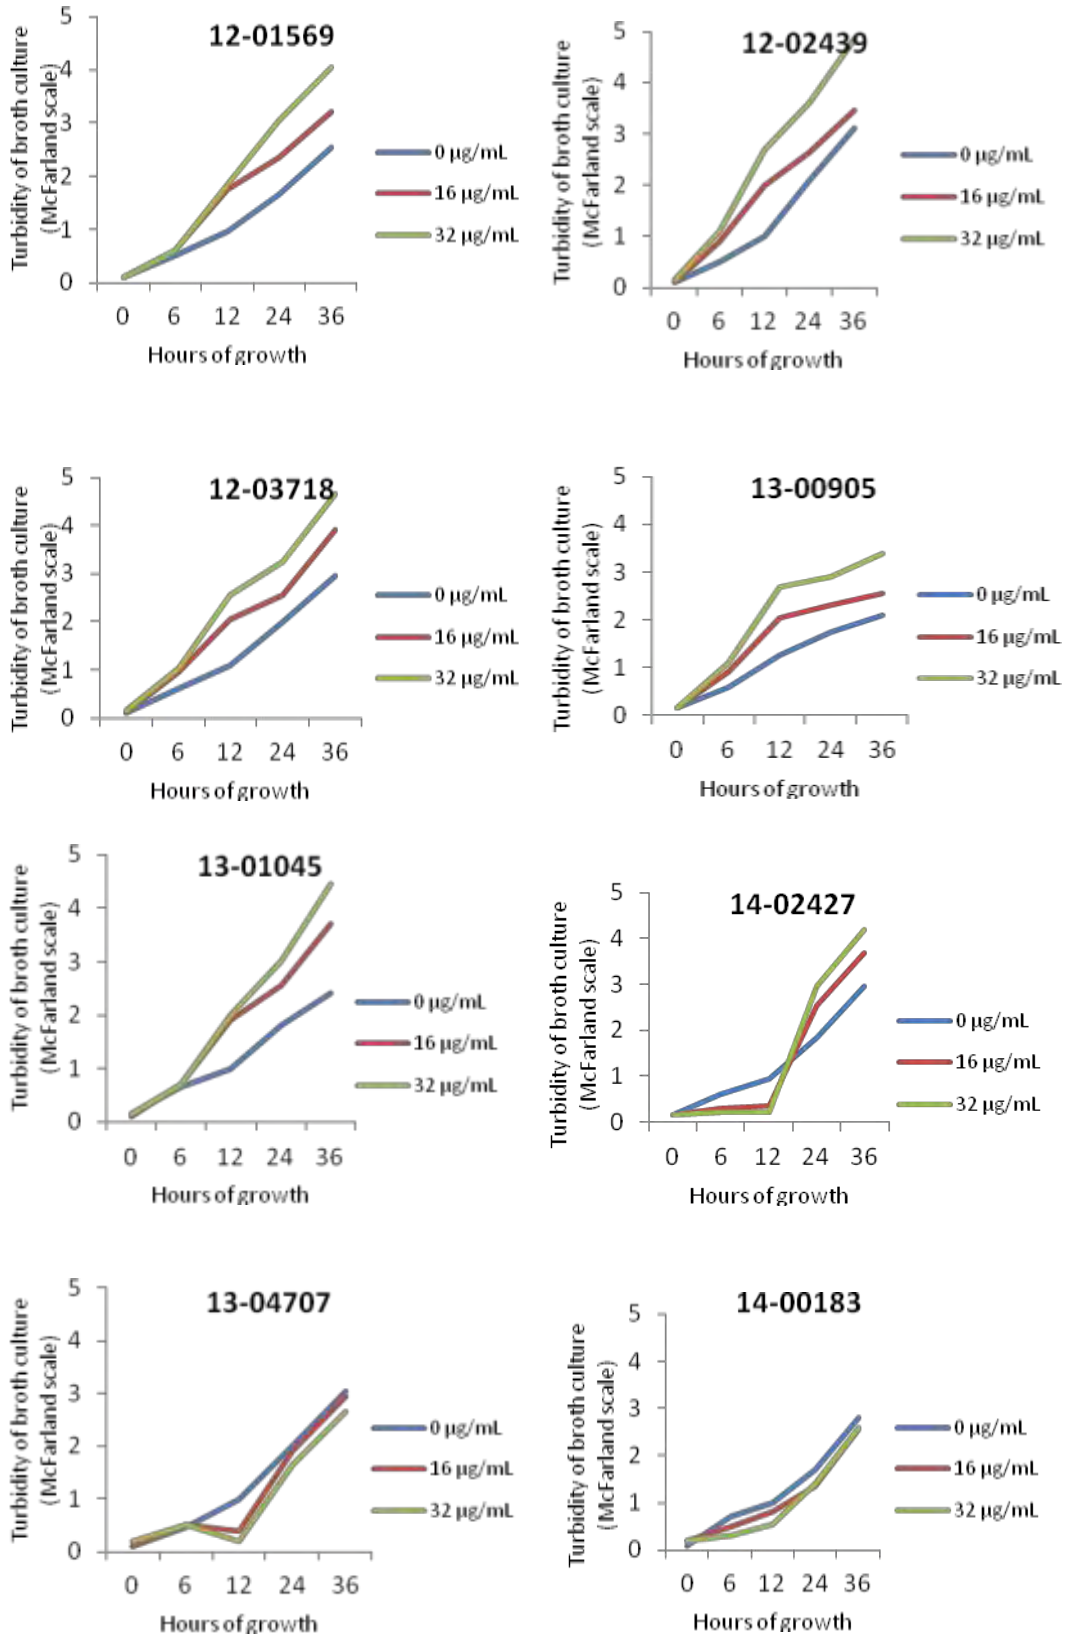 12-01569
Turbidity of broth culture
(McFarland scale)
5
4
3
2
1
0
0 6 12 24 36
Hours of growth
0 µg/mL
16 µg/mL
32 µg/mL
12-02439
Turbidity of broth culture
(McFarland scale)
5
4
3
2
1
0
0 6 12 24 36
Hours of growth
0 µg/mL
16 µg/mL
32 µg/mL
12-03718
Turbidity of broth culture
(McFarland scale)
5
4
3
2
1
0
0 6 12 24 36
Hours of growth
0 µg/mL
16 µg/mL
32 µg/mL
13-00905
Turbidity of broth culture
(McFarland scale)
5
4
3
2
1
0
0 6 12 24 36
Hours of growth
0 µg/mL
16 µg/mL
32 µg/mL
13-01045
Turbidity of broth culture
(McFarland scale)
5
4
3
2
1
0
0 6 12 24 36
Hours of growth
0 µg/mL
16 µg/mL
32 µg/mL
14-02427
Turbidity of broth culture
(McFarland scale)
5
4
3
2
1
0
0 6 12 24 36
Hours of growth
0 µg/mL
16 µg/mL
32 µg/mL
13-04707
Turbidity of broth culture
(McFarland scale)
5
4
3
2
1
0
0 6 12 24 36
Hours of growth
0 µg/mL
16 µg/mL
32 µg/mL
14-00183
Turbidity of broth culture
(McFarland scale)
5
4
3
2
1
0
0 6 12 24 36
Hours of growth
0 µg/mL
16 µg/mL
32 µg/mL